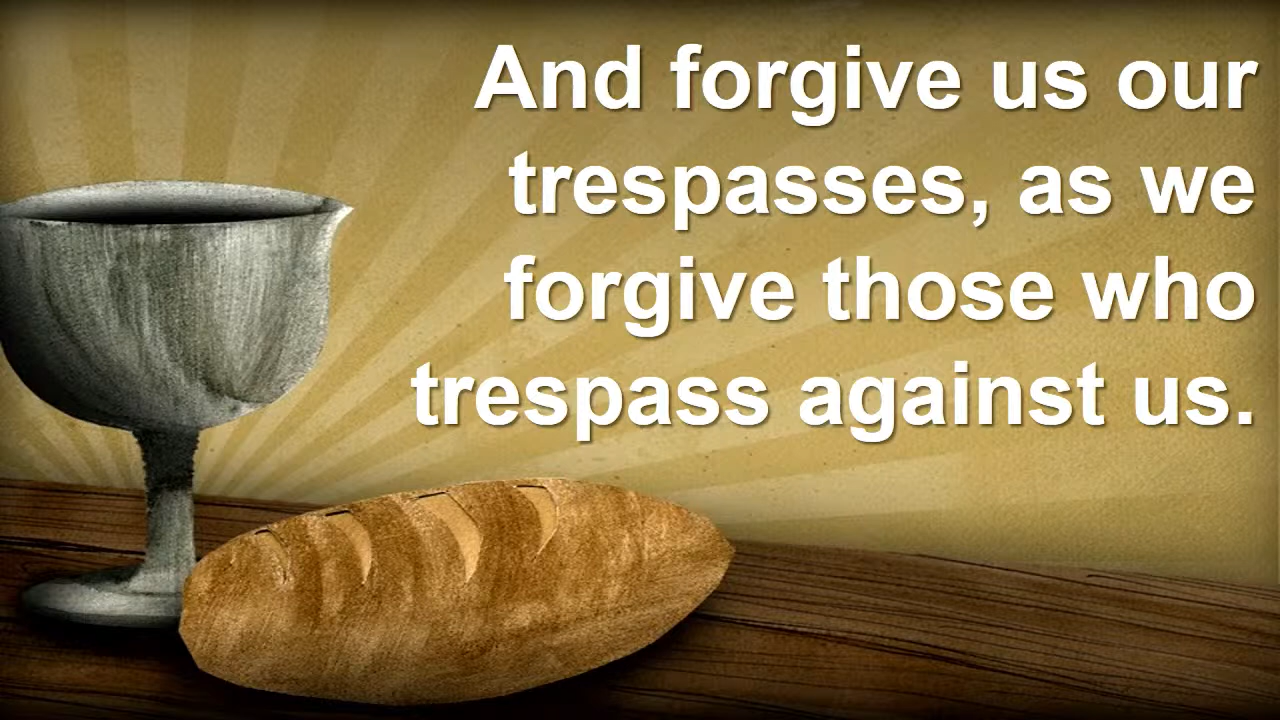 And forgive us our
trespasses, as we
forgive those who
trespass against us.